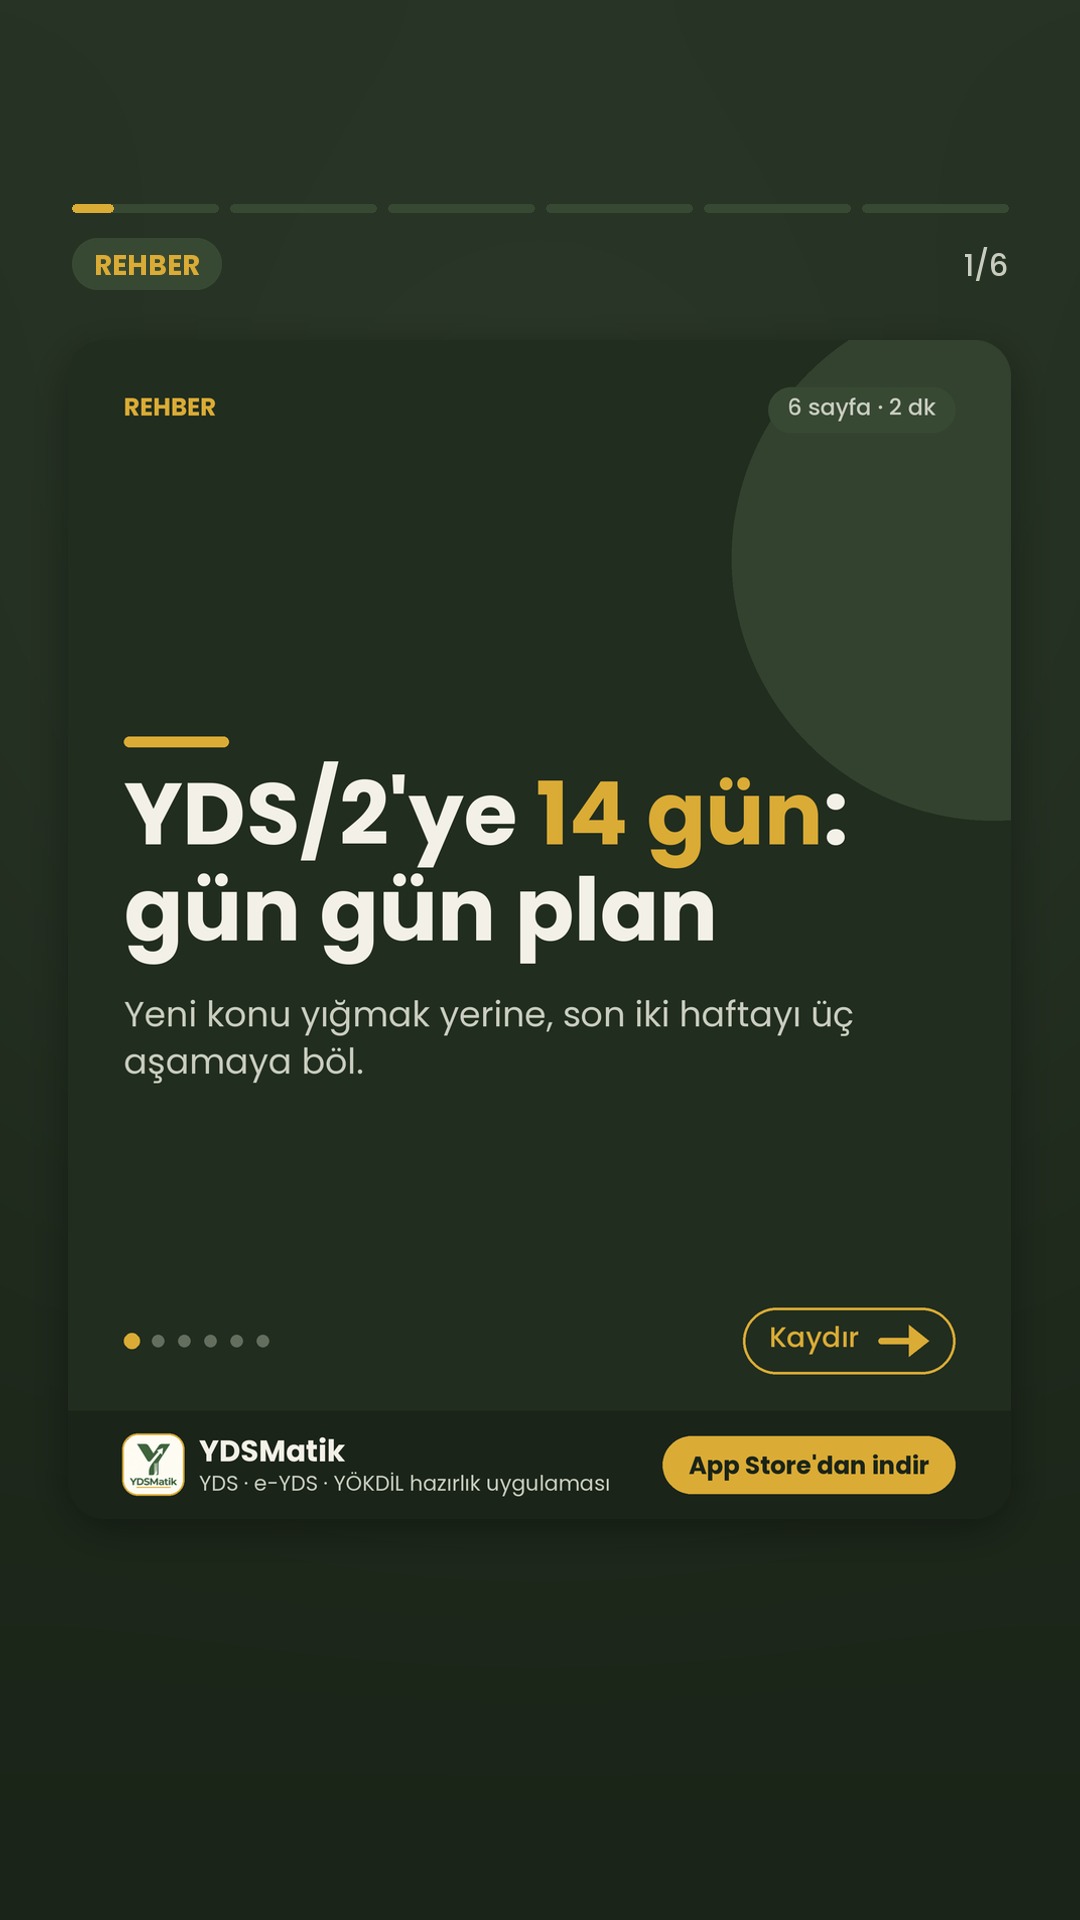 REHBER
1/6
REHBER
6 sayfa · 2 dk
YDS/2'ye 14 gün:
gün gün plan
Yeni konu yığmak yerine, son iki haftayı üç
aşamaya böl.
Kaydır
YDSMatik
YDSMatik
YDS · e-YDS · YÖKDİL hazırlık uygulaması
App Store'dan indir